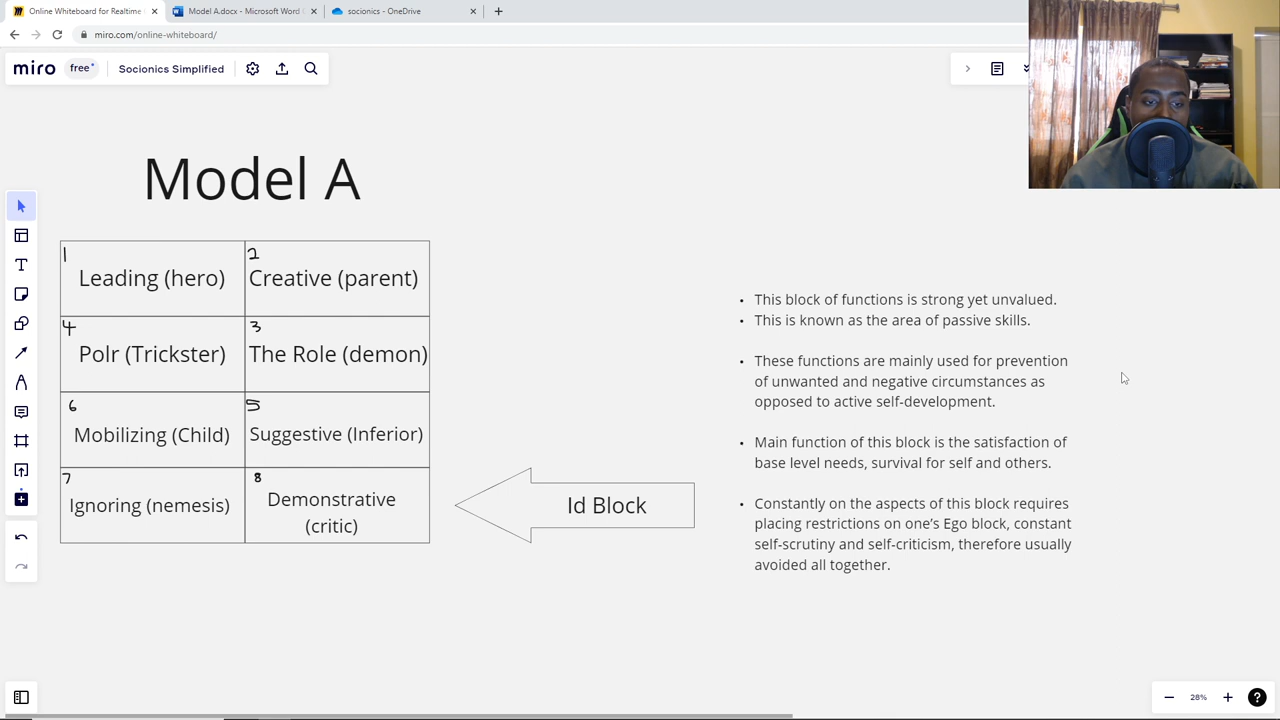 Online Whiteboard for Realtime
Model A.docx - Microsoft Word
socionics - OneDrive
miro.com/online-whiteboard/
miro free Socionics Simplified
Model A
1 2
Leading (hero) Creative (parent)
4 3
Polr (Trickster) The Role (demon)
6 5
Mobilizing (Child) Suggestive (Inferior)
7 8
Ignoring (nemesis) Demonstrative
(critic)
Id Block
• This block of functions is strong yet unvalued.
• This is known as the area of passive skills.
• These functions are mainly used for prevention
of unwanted and negative circumstances as
opposed to active self-development.
• Main function of this block is the satisfaction of
base level needs, survival for self and others.
• Constantly on the aspects of this block requires
placing restrictions on one's Ego block, constant
self-scrutiny and self-criticism, therefore usually
avoided all together.
28%